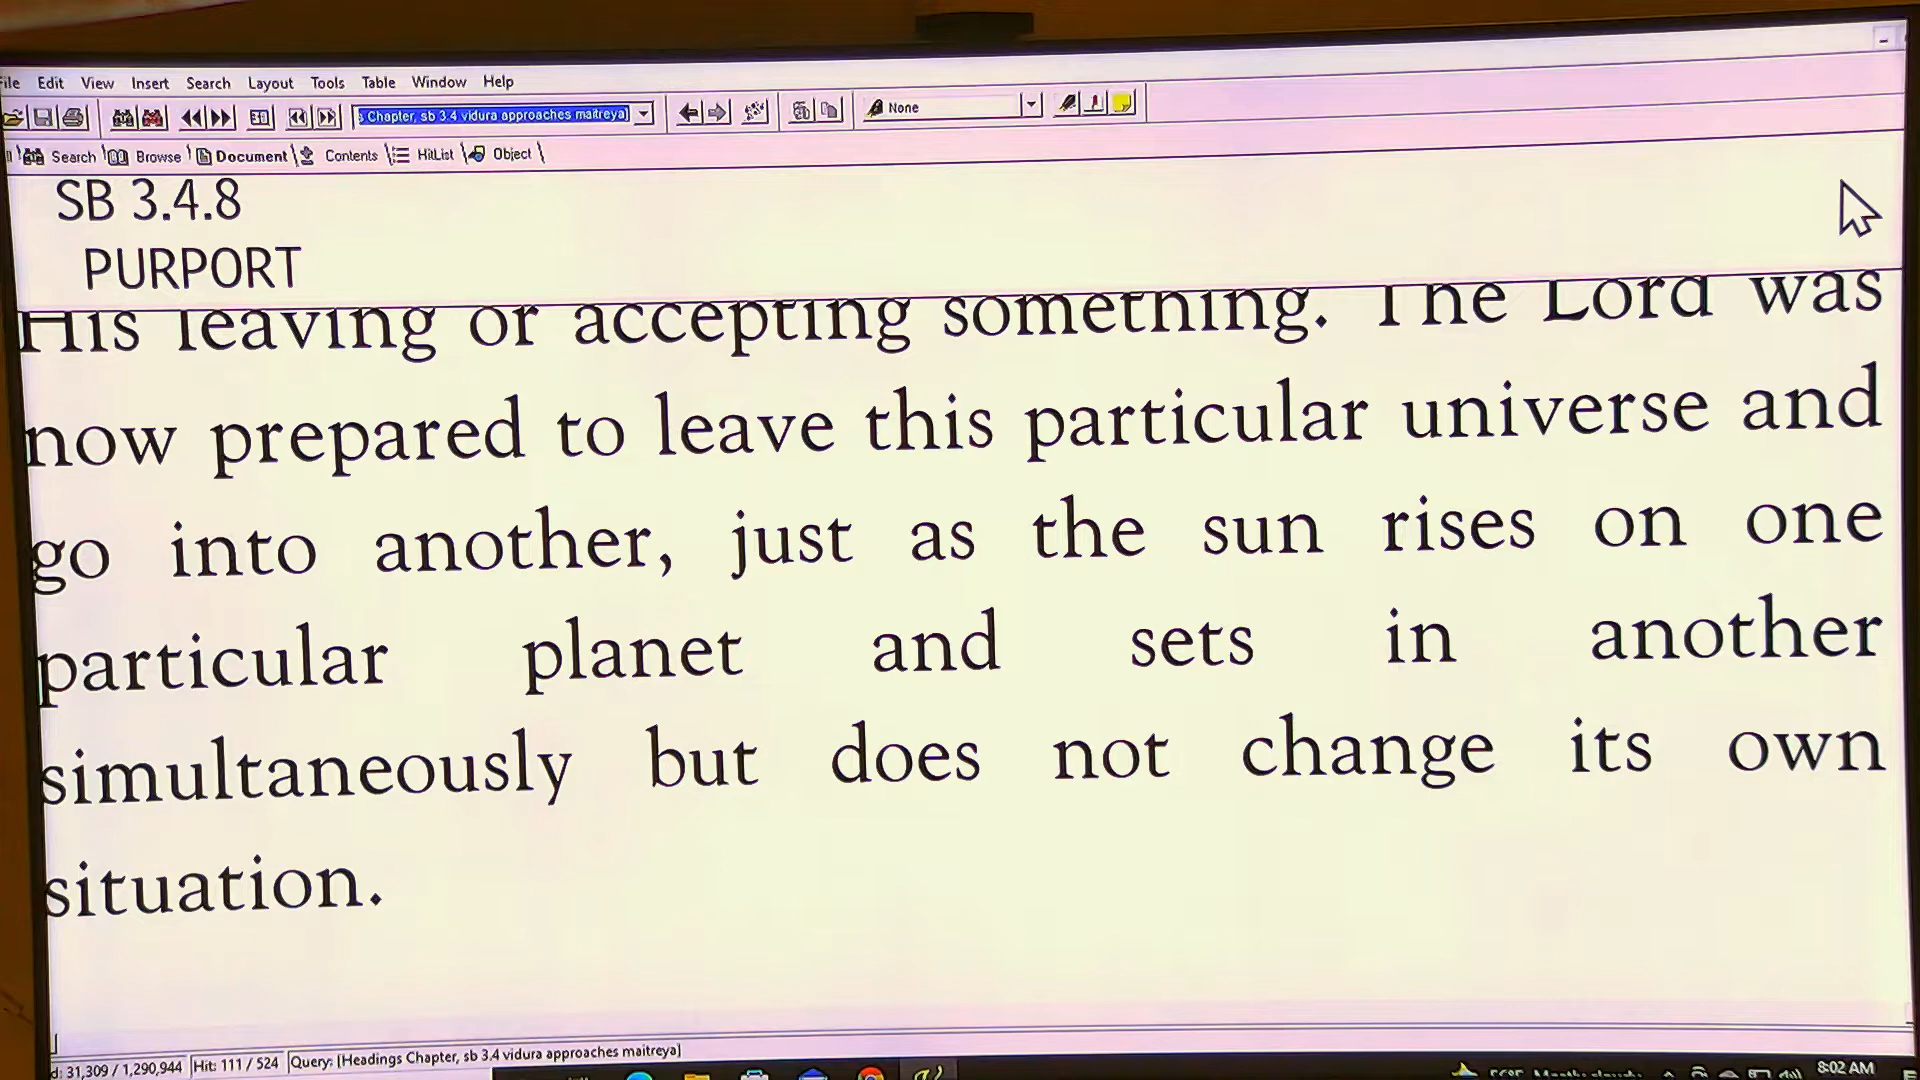 File Edit View Insert Search Layout Tools Table Window Help
s Chapter, sb 3.4 vidura approaches maitreya]
None
Search Browse Document Contents HitList Object
SB 3.4.8
PURPORT
His leaving or accepting something. The Lord was
now prepared to leave this particular universe and
go into another, just as the sun rises on one
particular planet and sets in another
simultaneously but does not change its own
situation.
d: 31,309 / 1,290,944 Hit: 111 / 524 Query: [Headings Chapter, sb 3.4 vidura approaches maitreya]
8:02 AM